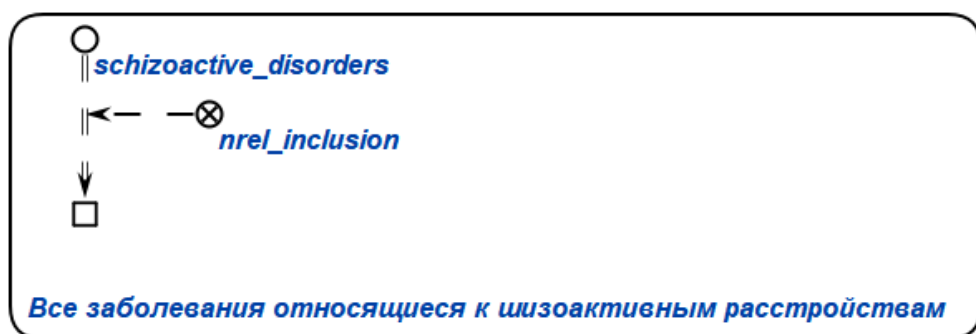 schizoactive_disorders
nrel_inclusion
Все заболевания относящиеся к шизоактивным расстройствам